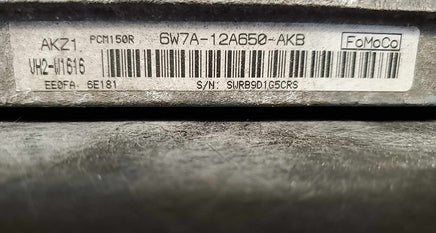 AKZ1 PCM150R 6W7A-12A650-AKB FoMoCo
VH2-W1616
EE0FA 6E181 S/N: SWRB9D1G5CRS